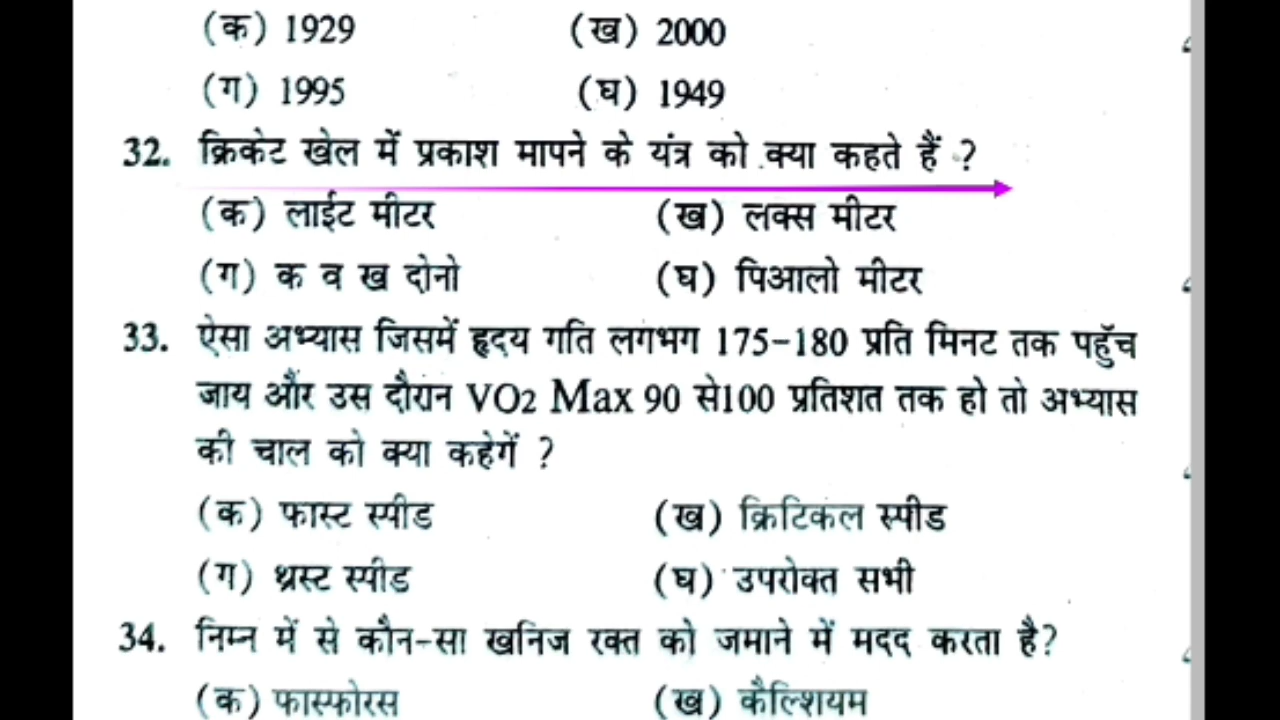 (क) 1929 (ख) 2000
(ग) 1995 (घ) 1949
32. क्रिकेट खेल में प्रकाश मापने के यंत्र को क्या कहते हैं ?
(क) लाईट मीटर (ख) लक्स मीटर
(ग) क व ख दोनो (घ) पिआलो मीटर
33. ऐसा अभ्यास जिसमें हृदय गति लगभग 175-180 प्रति मिनट तक पहुँच
जाय और उस दौरान VO2 Max 90 से100 प्रतिशत तक हो तो अभ्यास
की चाल को क्या कहेगें ?
(क) फास्ट स्पीड (ख) क्रिटिकल स्पीड
(ग) थ्रस्ट स्पीड (घ) उपरोक्त सभी
34. निम्न में से कौन-सा खनिज रक्त को जमाने में मदद करता है?
(क) फास्फोरस (ख) कैल्शियम